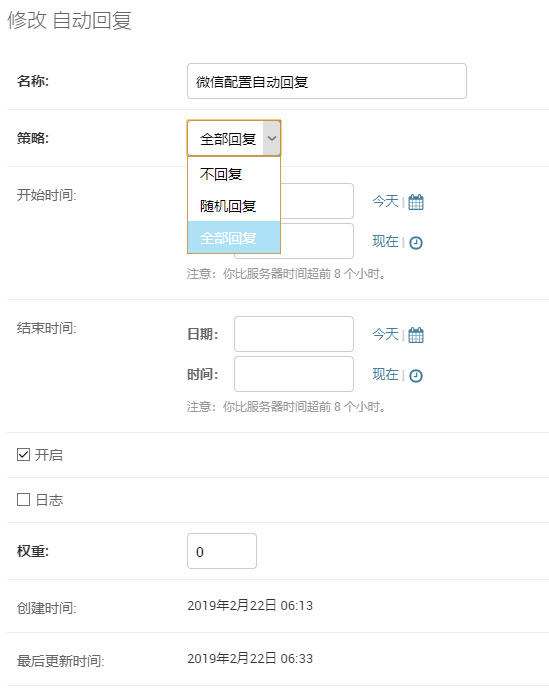 修改 自动回复
名称: 微信配置自动回复
策略: 全部回复
不回复
随机回复
全部回复
开始时间: 今天 |
现在 |
注意：你比服务器时间超前 8 个小时。
结束时间: 日期: 今天 |
时间: 现在 |
注意：你比服务器时间超前 8 个小时。
开启
日志
权重: 0
创建时间: 2019年2月22日 06:13
最后更新时间: 2019年2月22日 06:33